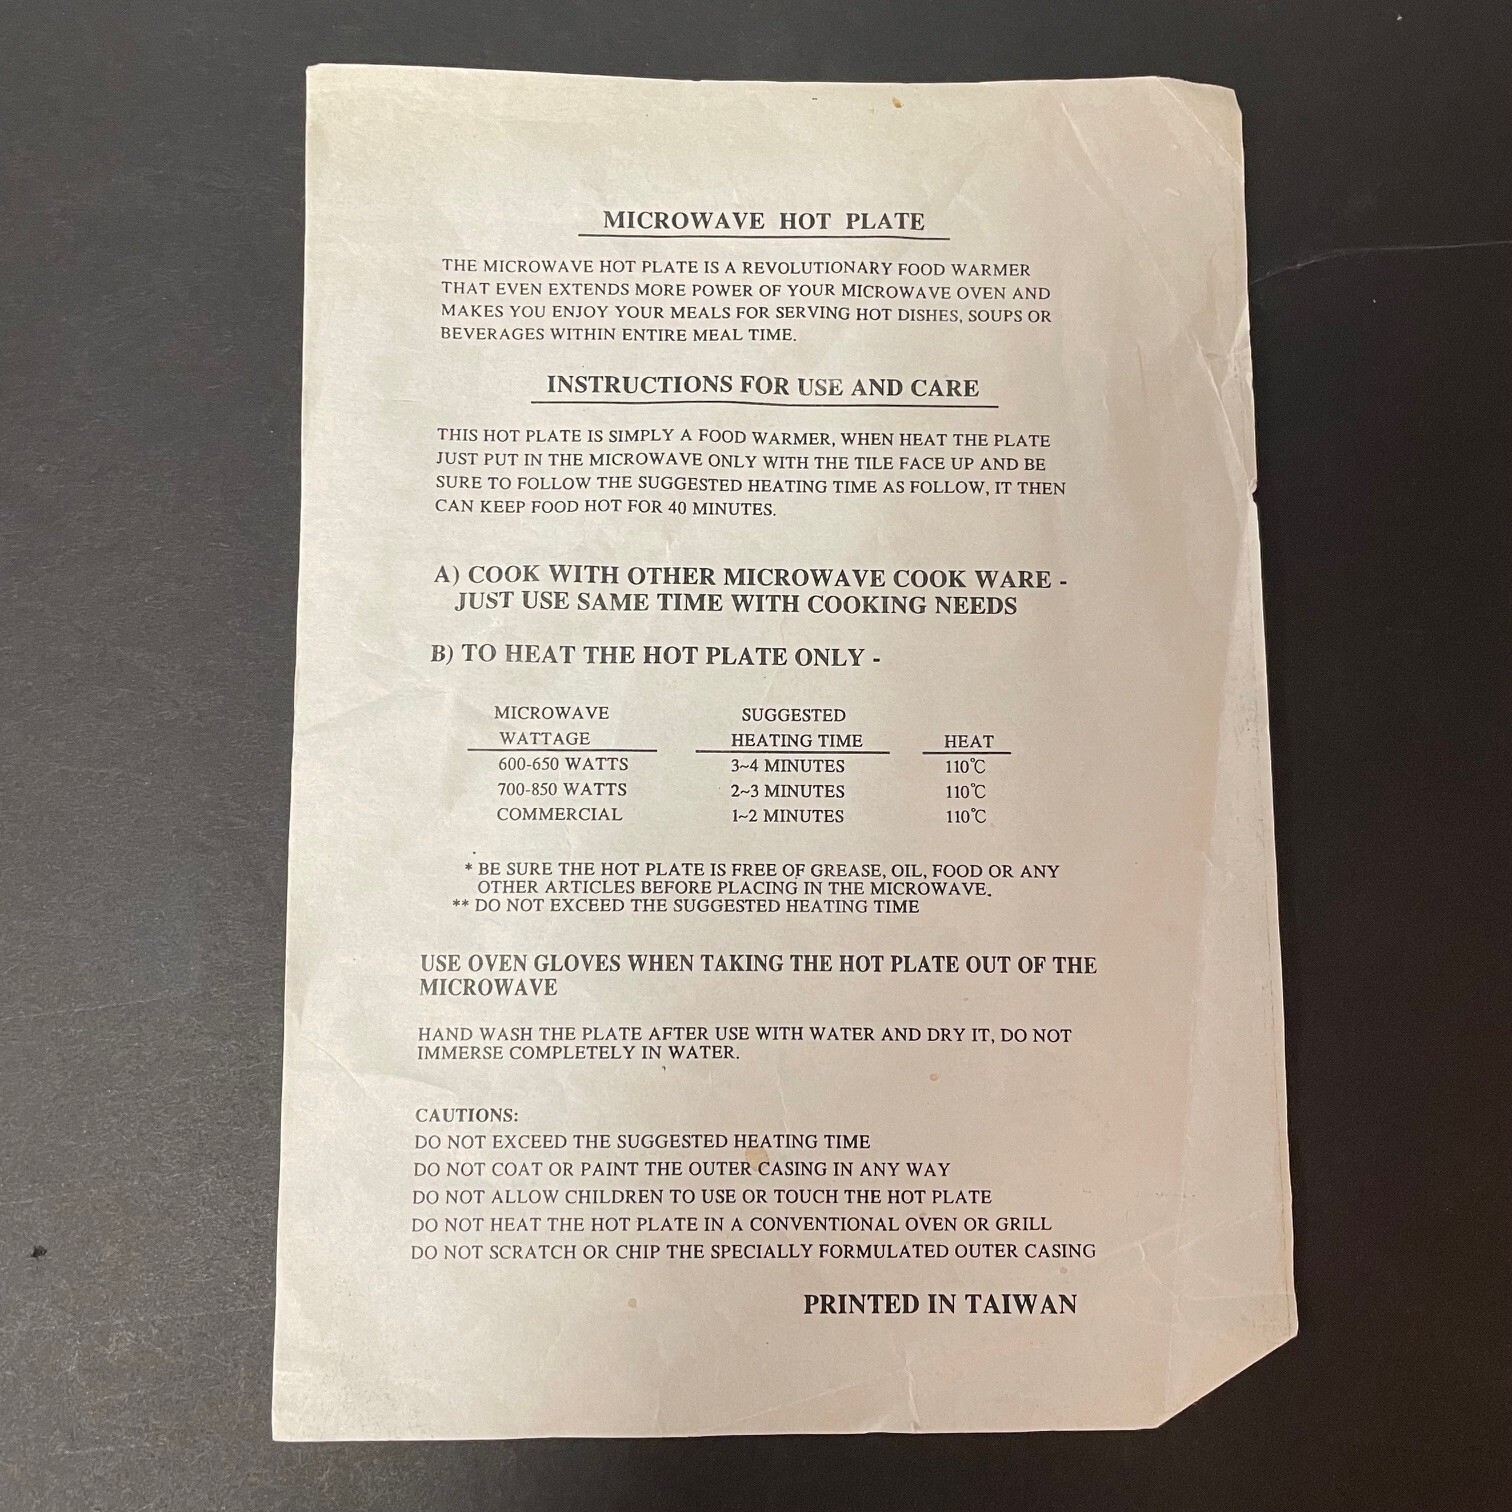 MICROWAVE HOT PLATE
THE MICROWAVE HOT PLATE IS A REVOLUTIONARY FOOD WARMER
THAT EVEN EXTENDS MORE POWER OF YOUR MICROWAVE OVEN AND
MAKES YOU ENJOY YOUR MEALS FOR SERVING HOT DISHES, SOUPS OR
BEVERAGES WITHIN ENTIRE MEAL TIME.
INSTRUCTIONS FOR USE AND CARE
THIS HOT PLATE IS SIMPLY A FOOD WARMER, WHEN HEAT THE PLATE
JUST PUT IN THE MICROWAVE ONLY WITH THE TILE FACE UP AND BE
SURE TO FOLLOW THE SUGGESTED HEATING TIME AS FOLLOW, IT THEN
CAN KEEP FOOD HOT FOR 40 MINUTES.
A) COOK WITH OTHER MICROWAVE COOK WARE -
JUST USE SAME TIME WITH COOKING NEEDS
B) TO HEAT THE HOT PLATE ONLY -
MICROWAVE SUGGESTED
WATTAGE HEATING TIME HEAT
600-650 WATTS 3~4 MINUTES 110℃
700-850 WATTS 2~3 MINUTES 110℃
COMMERCIAL 1~2 MINUTES 110℃
* BE SURE THE HOT PLATE IS FREE OF GREASE, OIL, FOOD OR ANY
OTHER ARTICLES BEFORE PLACING IN THE MICROWAVE.
** DO NOT EXCEED THE SUGGESTED HEATING TIME
USE OVEN GLOVES WHEN TAKING THE HOT PLATE OUT OF THE
MICROWAVE
HAND WASH THE PLATE AFTER USE WITH WATER AND DRY IT, DO NOT
IMMERSE COMPLETELY IN WATER.
CAUTIONS:
DO NOT EXCEED THE SUGGESTED HEATING TIME
DO NOT COAT OR PAINT THE OUTER CASING IN ANY WAY
DO NOT ALLOW CHILDREN TO USE OR TOUCH THE HOT PLATE
DO NOT HEAT THE HOT PLATE IN A CONVENTIONAL OVEN OR GRILL
DO NOT SCRATCH OR CHIP THE SPECIALLY FORMULATED OUTER CASING
PRINTED IN TAIWAN